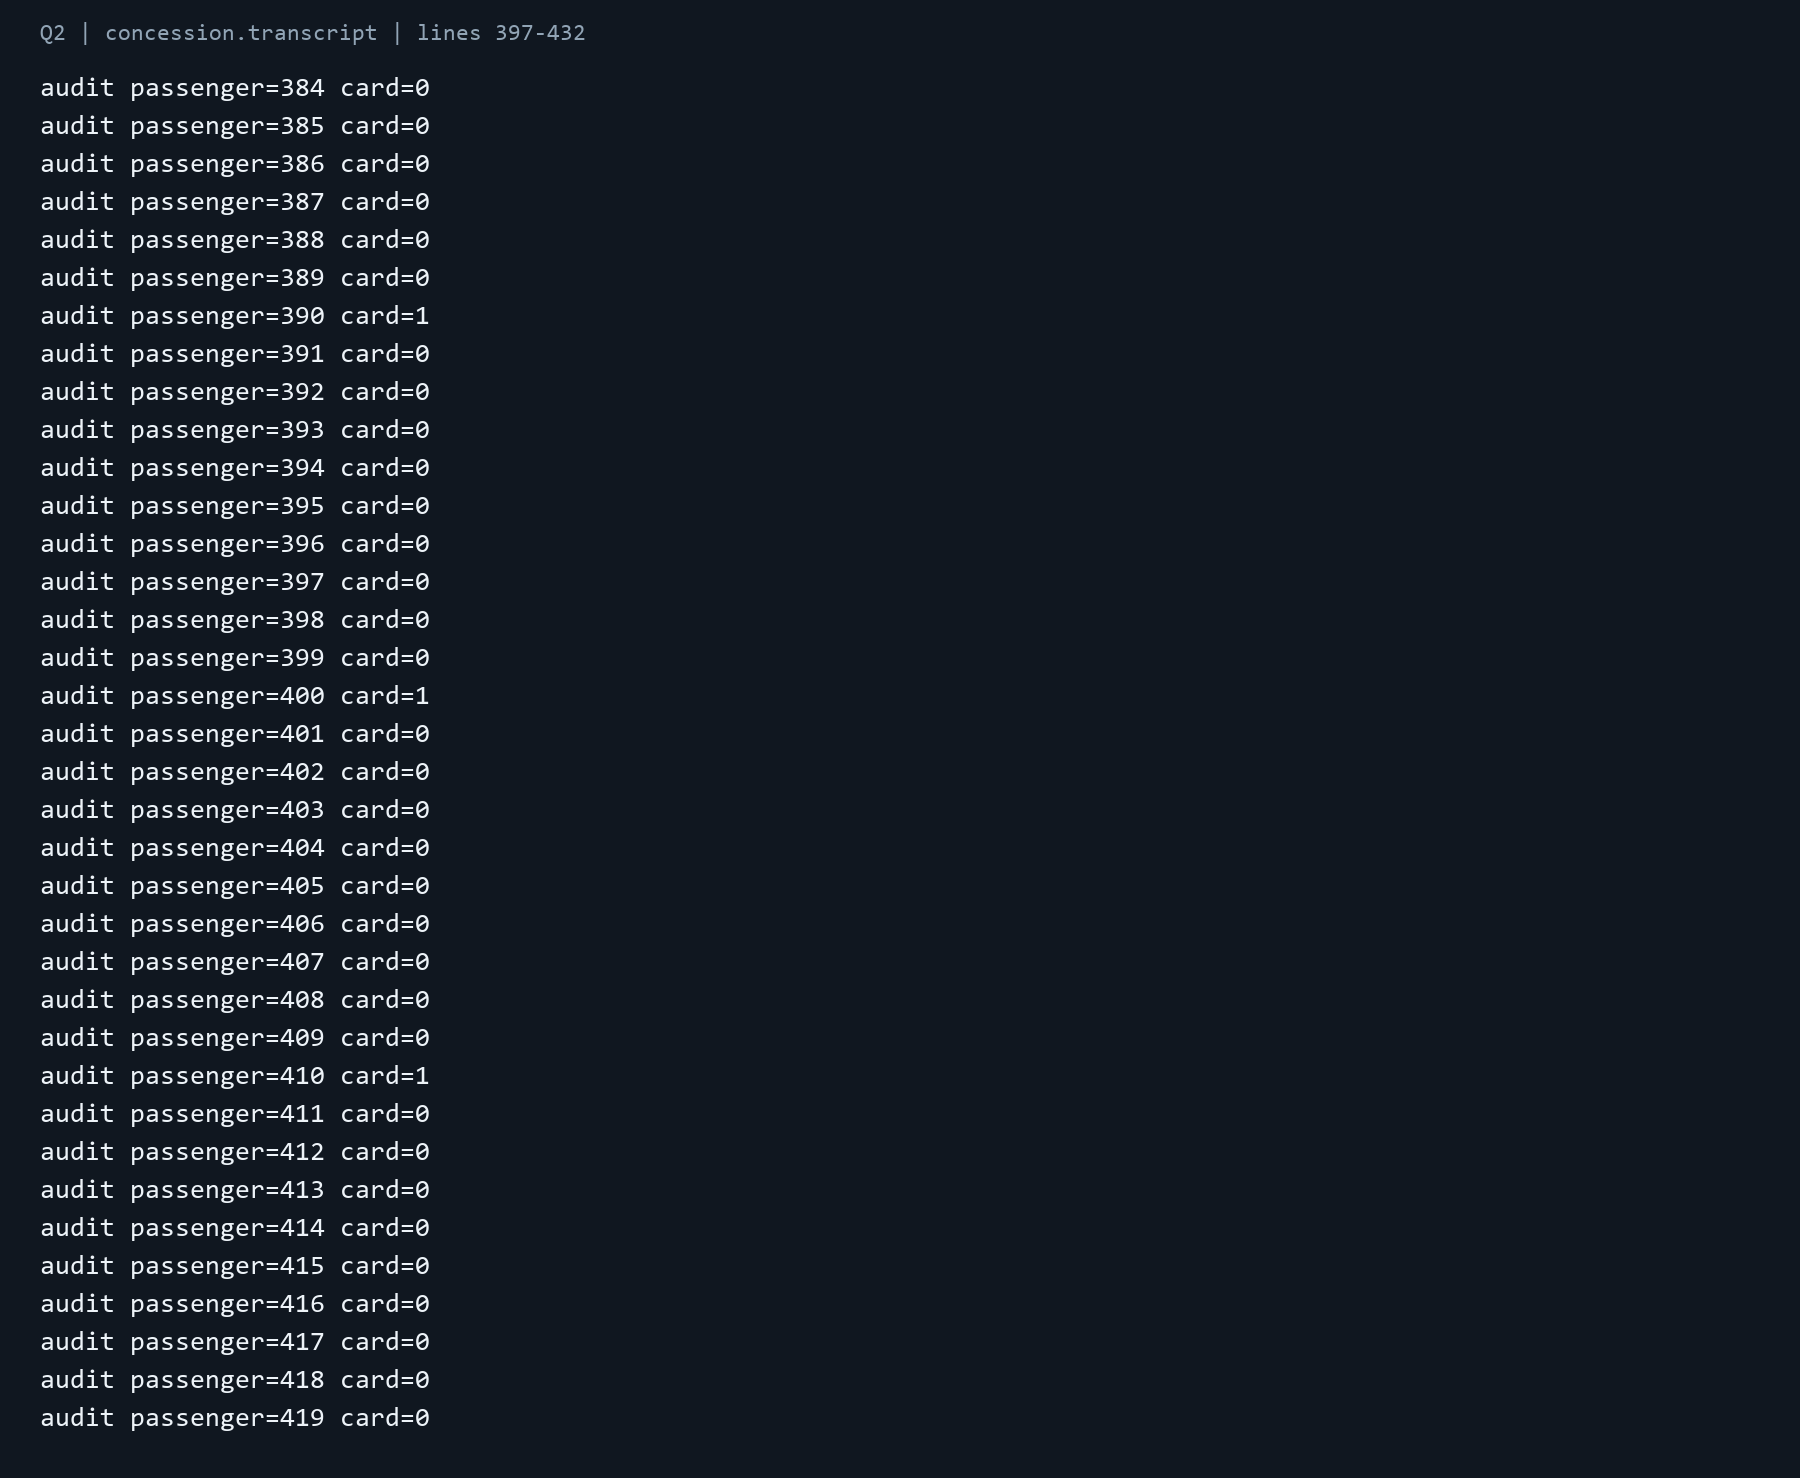 Q2 | concession.transcript | lines 397-432
audit passenger=384 card=0
audit passenger=385 card=0
audit passenger=386 card=0
audit passenger=387 card=0
audit passenger=388 card=0
audit passenger=389 card=0
audit passenger=390 card=1
audit passenger=391 card=0
audit passenger=392 card=0
audit passenger=393 card=0
audit passenger=394 card=0
audit passenger=395 card=0
audit passenger=396 card=0
audit passenger=397 card=0
audit passenger=398 card=0
audit passenger=399 card=0
audit passenger=400 card=1
audit passenger=401 card=0
audit passenger=402 card=0
audit passenger=403 card=0
audit passenger=404 card=0
audit passenger=405 card=0
audit passenger=406 card=0
audit passenger=407 card=0
audit passenger=408 card=0
audit passenger=409 card=0
audit passenger=410 card=1
audit passenger=411 card=0
audit passenger=412 card=0
audit passenger=413 card=0
audit passenger=414 card=0
audit passenger=415 card=0
audit passenger=416 card=0
audit passenger=417 card=0
audit passenger=418 card=0
audit passenger=419 card=0